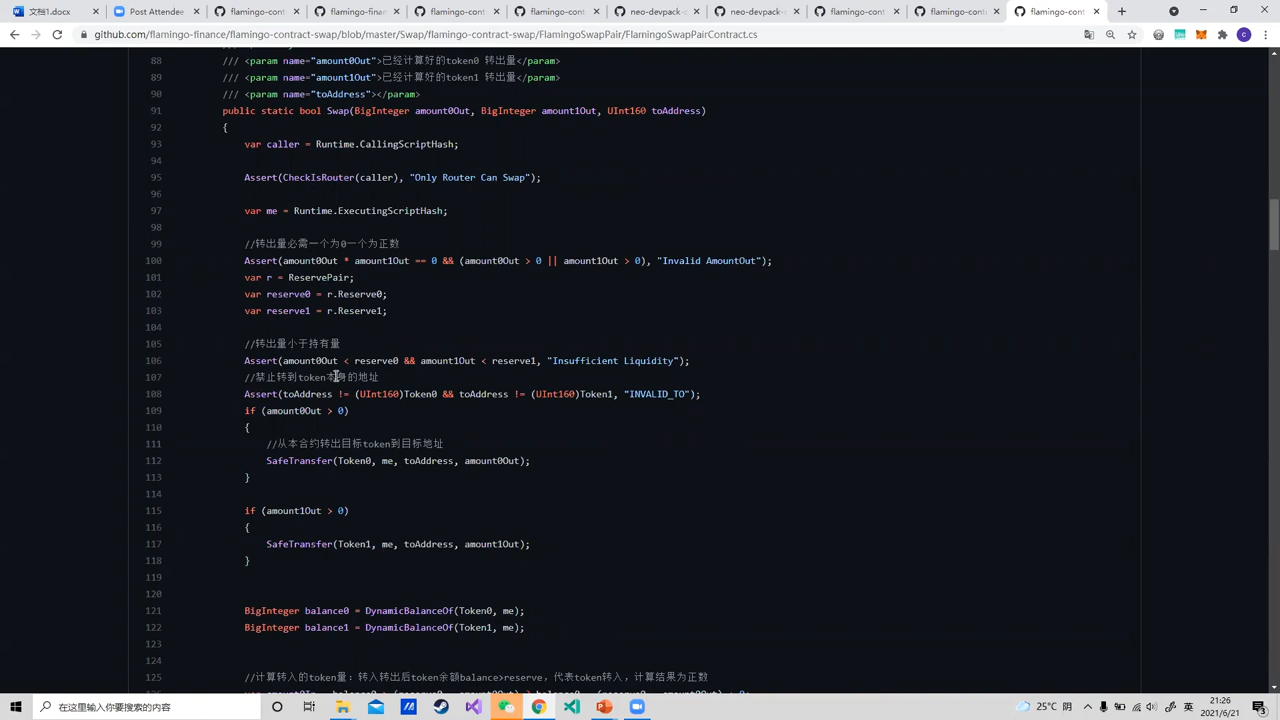 文档1.docx
Post Attendee
flamingo-cont
flamingo-finan
flamingo-cont
flamingo-cont
neo-devpack-c
neo-devpack-c
flamingo-cont
flamingo-cont
flamingo-cont
github.com/flamingo-finance/flamingo-contract-swap/blob/master/Swap/flamingo-contract-swap/FlamingoSwapPair/FlamingoSwapPairContract.cs
88 /// <param name="amount0Out">已经计算好的token0 转出量</param>
89 /// <param name="amount1Out">已经计算好的token1 转出量</param>
90 /// <param name="toAddress"></param>
91 public static bool Swap(BigInteger amount0Out, BigInteger amount1Out, UInt160 toAddress)
92 {
93 var caller = Runtime.CallingScriptHash;
94
95 Assert(CheckIsRouter(caller), "Only Router Can Swap");
96
97 var me = Runtime.ExecutingScriptHash;
98
99 //转出量必需一个为0一个为正数
100 Assert(amount0Out * amount1Out == 0 && (amount0Out > 0 || amount1Out > 0), "Invalid AmountOut");
101 var r = ReservePair;
102 var reserve0 = r.Reserve0;
103 var reserve1 = r.Reserve1;
104
105 //转出量小于持有量
106 Assert(amount0Out < reserve0 && amount1Out < reserve1, "Insufficient Liquidity");
107 //禁止转到token本身的地址
108 Assert(toAddress != (UInt160)Token0 && toAddress != (UInt160)Token1, "INVALID_TO");
109 if (amount0Out > 0)
110 {
111 //从本合约转出目标token到目标地址
112 SafeTransfer(Token0, me, toAddress, amount0Out);
113 }
114
115 if (amount1Out > 0)
116 {
117 SafeTransfer(Token1, me, toAddress, amount1Out);
118 }
119
120
121 BigInteger balance0 = DynamicBalanceOf(Token0, me);
122 BigInteger balance1 = DynamicBalanceOf(Token1, me);
123
124
125 //计算转入的token量：转入转出后token余额balance>reserve，代表token转入，计算结果为正数
在这里输入你要搜索的内容
25°C 阴
英
21:26
2021/6/21